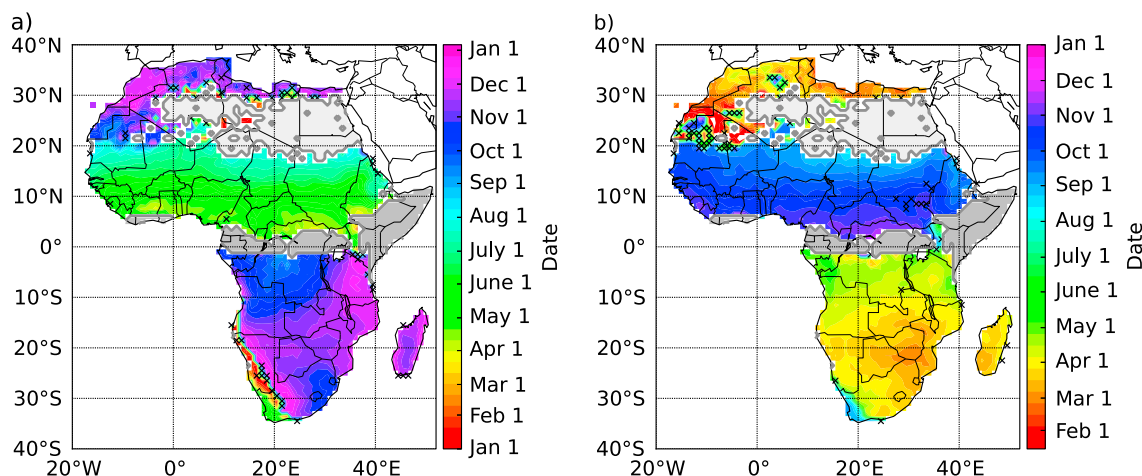 a)
40°N
30°N
20°N
10°N
0°
10°S
20°S
30°S
40°S
20°W 0° 20°E 40°E
Jan 1
Dec 1
Nov 1
Oct 1
Sep 1
Aug 1
July 1
June 1
May 1
Apr 1
Mar 1
Feb 1
Jan 1
Date
b)
40°N
30°N
20°N
10°N
0°
10°S
20°S
30°S
40°S
20°W 0° 20°E 40°E
Jan 1
Dec 1
Nov 1
Oct 1
Sep 1
Aug 1
July 1
June 1
May 1
Apr 1
Mar 1
Feb 1
Date